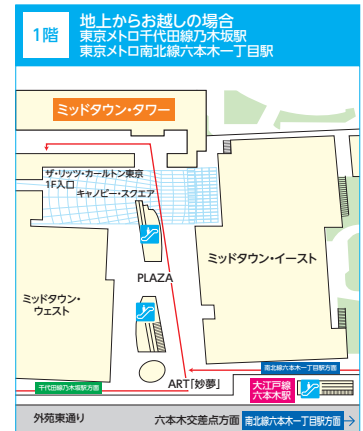 1階
地上からお越しの場合
東京メトロ千代田線乃木坂駅
東京メトロ南北線六本木一丁目駅
ミッドタウン・タワー
ザ・リッツ・カールトン東京
1F入口
キャノピー・スクエア
PLAZA
ミッドタウン・イースト
ミッドタウン・
ウェスト
南北線六本木一丁目駅方面
千代田線乃木坂駅方面
ART「妙夢」
大江戸線
六本木駅
外苑東通り
六本木交差点方面
南北線六本木一丁目駅方面